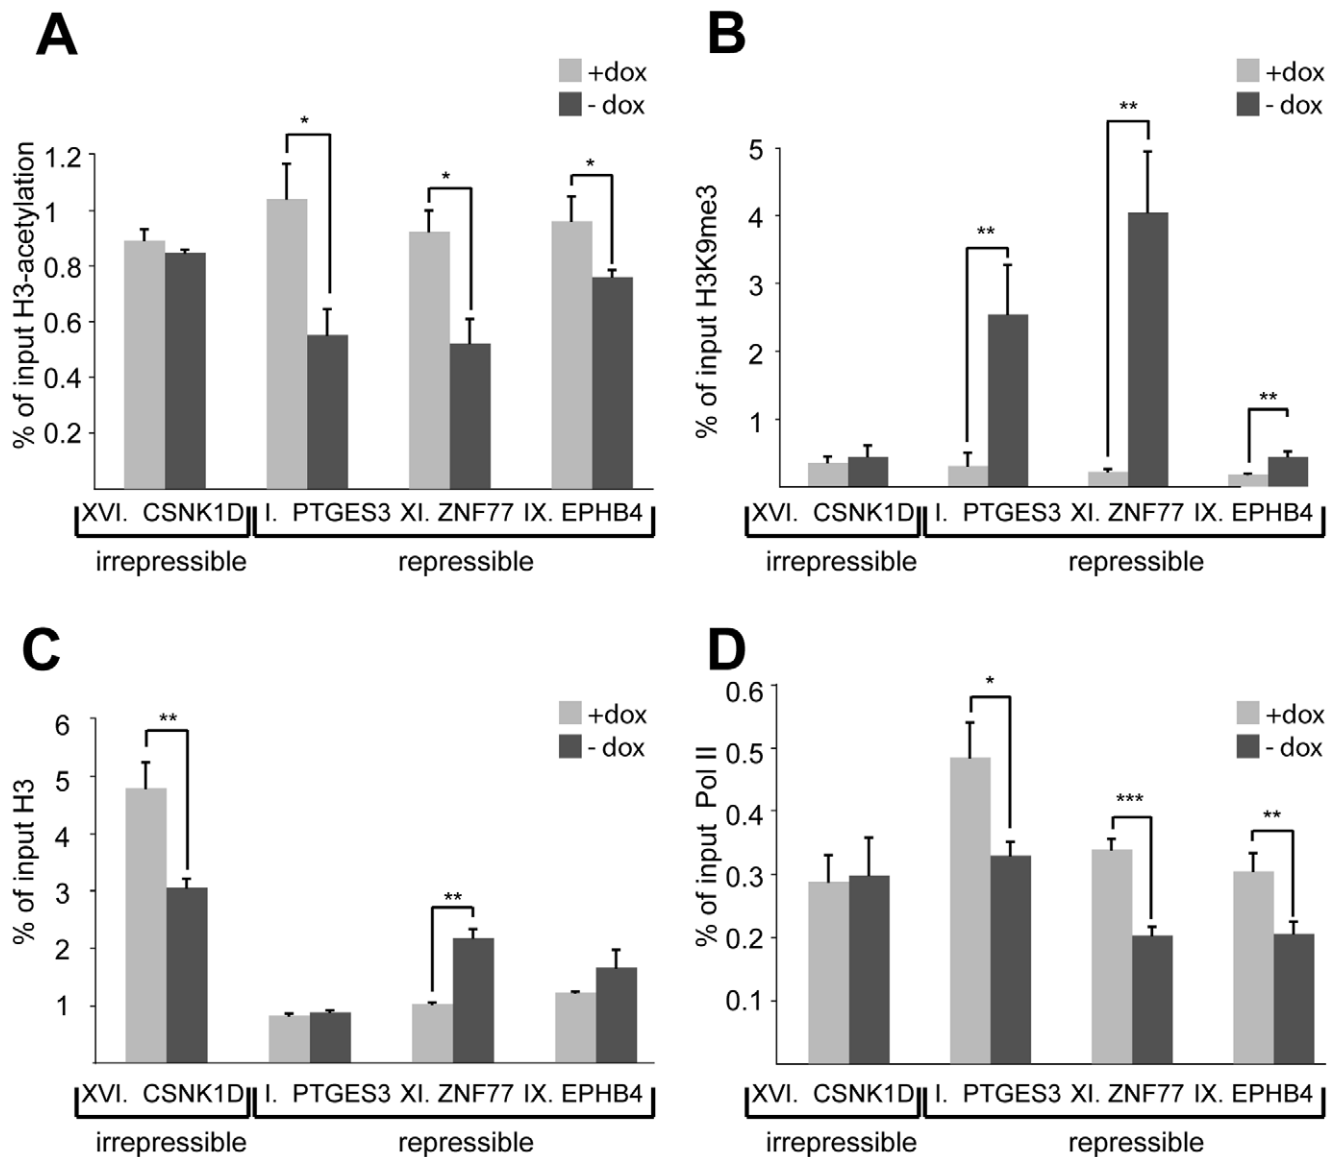 A
+dox
- dox
% of input H3-acetylation
1.2
1
0.8
0.6
0.4
0.2
*
*
*
XVI. CSNK1D I. PTGES3 XI. ZNF77 IX. EPHB4
irrepressible repressible
B
+dox
- dox
% of input H3K9me3
5
4
3
2
1
**
**
**
XVI. CSNK1D I. PTGES3 XI. ZNF77 IX. EPHB4
irrepressible repressible
C
+dox
- dox
% of input H3
6
5
4
3
2
1
**
**
XVI. CSNK1D I. PTGES3 XI. ZNF77 IX. EPHB4
irrepressible repressible
D
+dox
- dox
% of input Pol II
0.6
0.5
0.4
0.3
0.2
0.1
*
***
**
XVI. CSNK1D I. PTGES3 XI. ZNF77 IX. EPHB4
irrepressible repressible